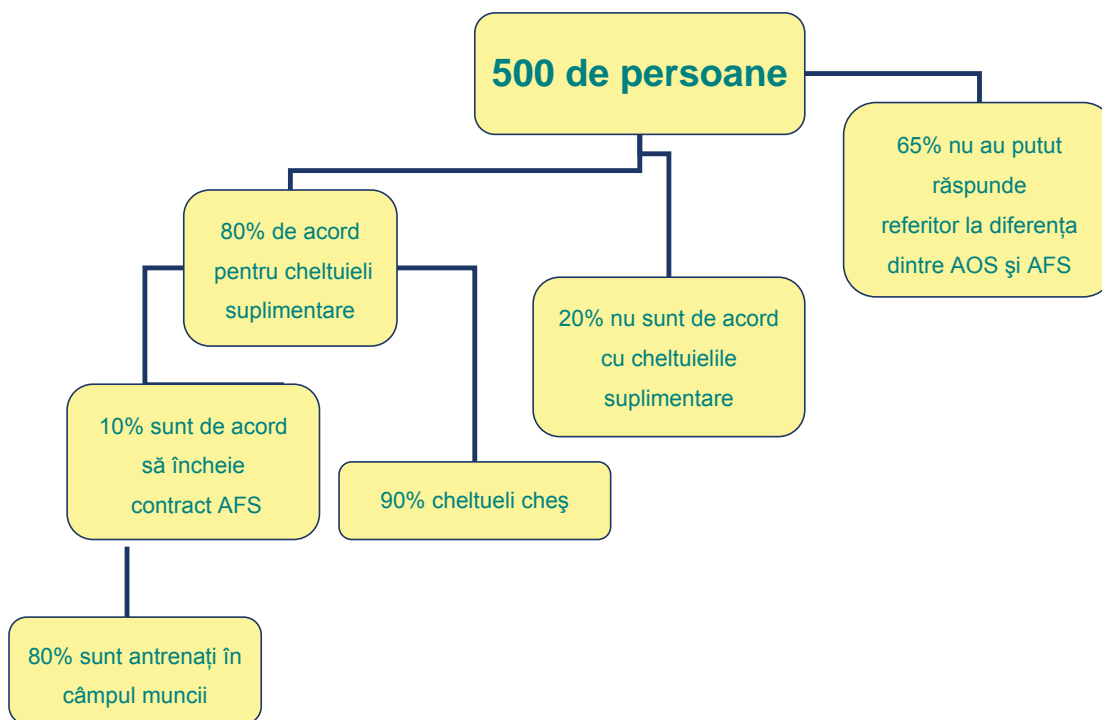 500 de persoane
65% nu au putut
răspunde
referitor la diferența
dintre AOS şi AFS
80% de acord
pentru cheltuieli
suplimentare
20% nu sunt de acord
cu cheltuielile
suplimentare
10% sunt de acord
să încheie
contract AFS
90% cheltueli cheş
80% sunt antrenați în
câmpul muncii